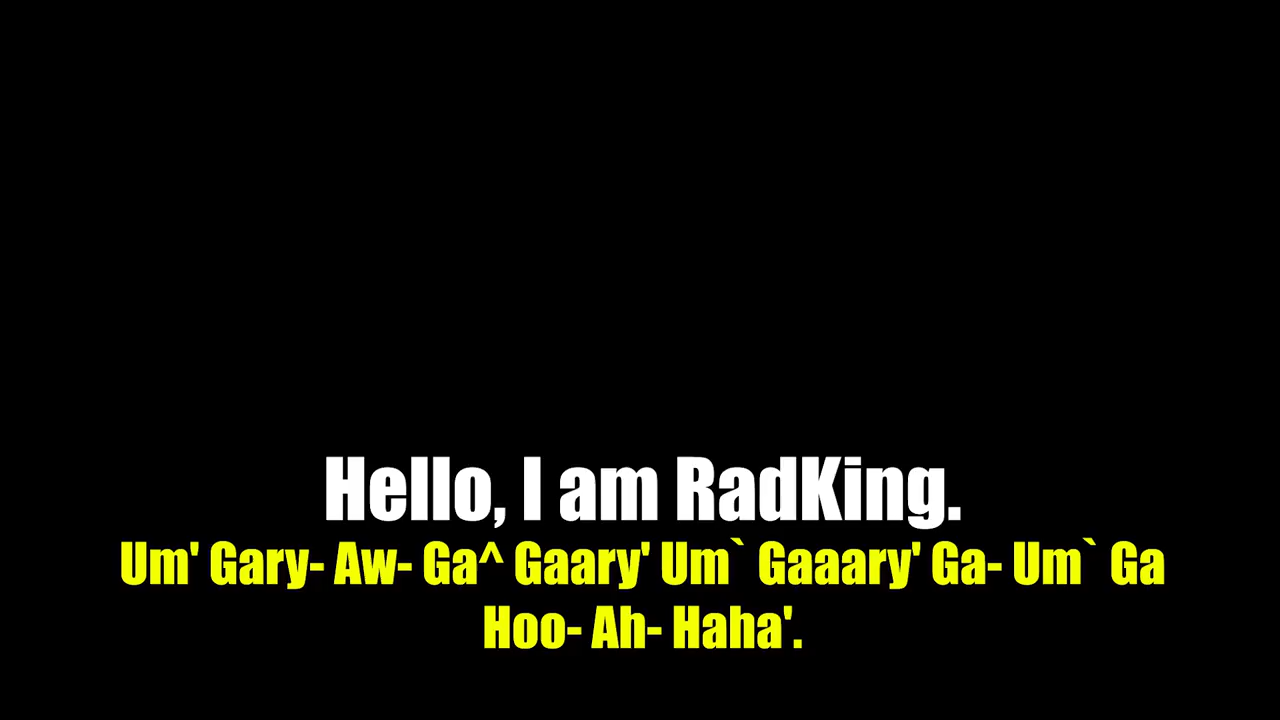 Hello, I am RadKing.
Um' Gary- Aw- Ga^ Gaary' Um` Gaaary' Ga- Um` Ga
Hoo- Ah- Haha'.